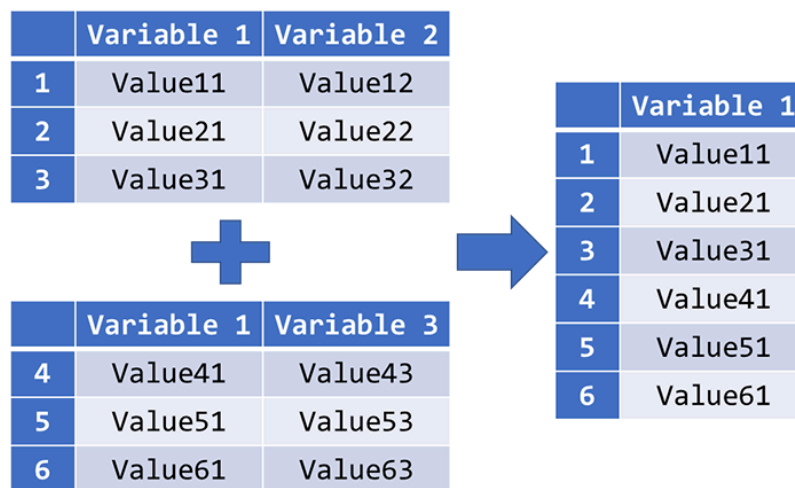 Variable 1 Variable 2
1 Value11 Value12
2 Value21 Value22
3 Value31 Value32
Variable 1 Variable 3
4 Value41 Value43
5 Value51 Value53
6 Value61 Value63
Variable 1
1 Value11
2 Value21
3 Value31
4 Value41
5 Value51
6 Value61